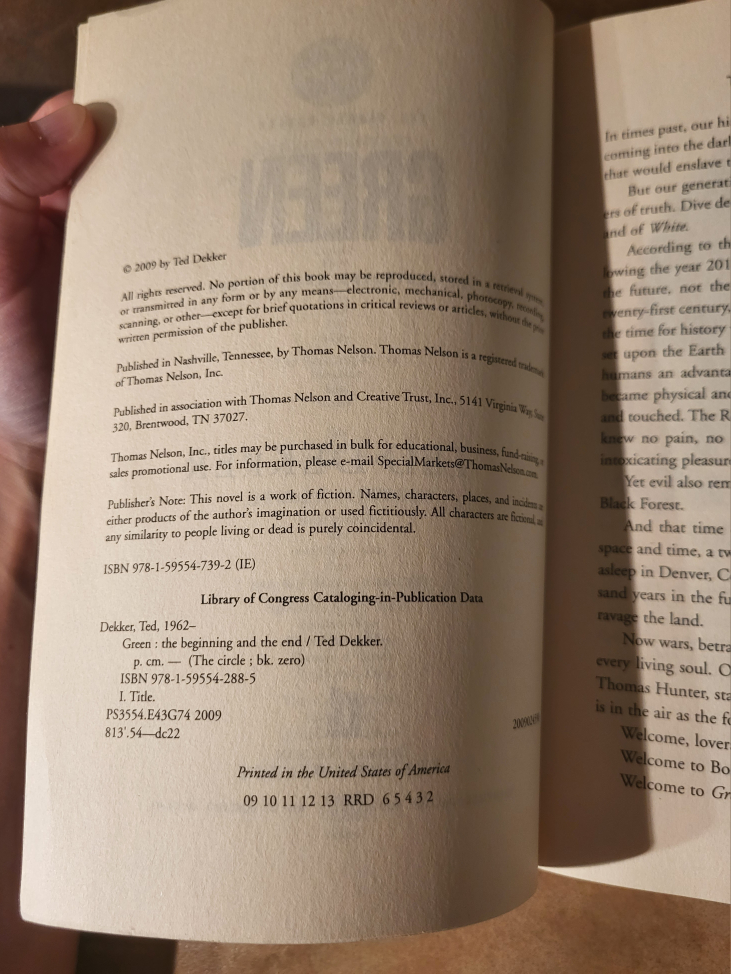 © 2009 by Ted Dekker
All rights reserved. No portion of this book may be reproduced, stored in a retrieval system
or transmitted in any form or by any means—electronic, mechanical, photocopy, recording
scanning, or other—except for brief quotations in critical reviews or articles, without the prior
written permission of the publisher.
Published in Nashville, Tennessee, by Thomas Nelson. Thomas Nelson is a registered trademark
of Thomas Nelson, Inc.
Published in association with Thomas Nelson and Creative Trust, Inc., 5141 Virginia Way, Suite
320, Brentwood, TN 37027.
Thomas Nelson, Inc., titles may be purchased in bulk for educational, business, fund-raising, or
sales promotional use. For information, please e-mail SpecialMarkets@ThomasNelson.com.
Publisher's Note: This novel is a work of fiction. Names, characters, places, and incidents
either products of the author's imagination or used fictitiously. All characters are fictional, and
any similarity to people living or dead is purely coincidental.
ISBN 978-1-59554-739-2 (IE)
Library of Congress Cataloging-in-Publication Data
Dekker, Ted, 1962–
Green : the beginning and the end / Ted Dekker.
p. cm. — (The circle ; bk. zero)
ISBN 978-1-59554-288-5
I. Title.
PS3554.E43G74 2009
813'.54—dc22
Printed in the United States of America
09 10 11 12 13 RRD 6 5 4 3 2
In times past, our hi
coming into the dar
that would enslave t
But our generat
ers of truth. Dive de
and of White.
According to th
lowing the year 201
the future, not the
twenty-first century,
the time for history
set upon the Earth
humans an advanta
became physical and
and touched. The R
knew no pain, no
intoxicating pleasur
Yet evil also rem
Black Forest.
And that time
space and time, a tw
asleep in Denver, C
sand years in the fu
ravage the land.
Now wars, betra
every living soul. O
Thomas Hunter, sta
is in the air as the fo
Welcome, lover
Welcome to Bo
Welcome to Gr